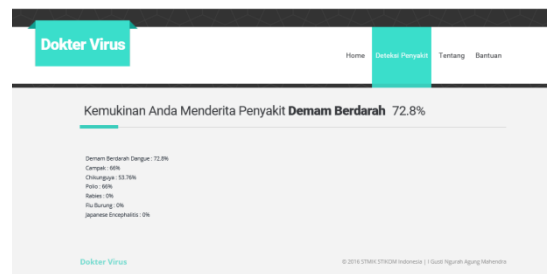 Dokter Virus
Home Deteksi Penyakit Tentang Bantuan
Kemukinan Anda Menderita Penyakit Demam Berdarah 72.8%
Demam Berdarah Dangue : 72.8%
Campak : 66%
Chikunguya : 53.76%
Polio : 66%
Rabies : 0%
Flu Burung : 0%
Japanese Encephalitis : 0%
Dokter Virus © 2016 STMIK STIKOM Indonesia | I Gusti Ngurah Agung Mahendra